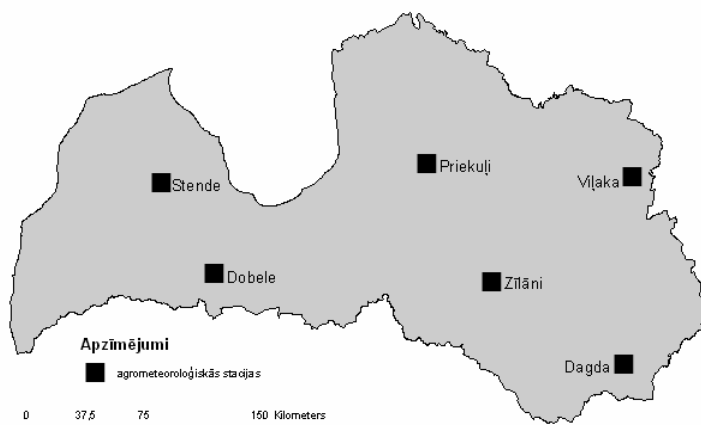 Priekuļi
Viļaka
Stende
Dobele
Zīlāni
Apzīmējumi
agrometeoroloģiskās stacijas
Dagda
0 37,5 75 150 Kilometers